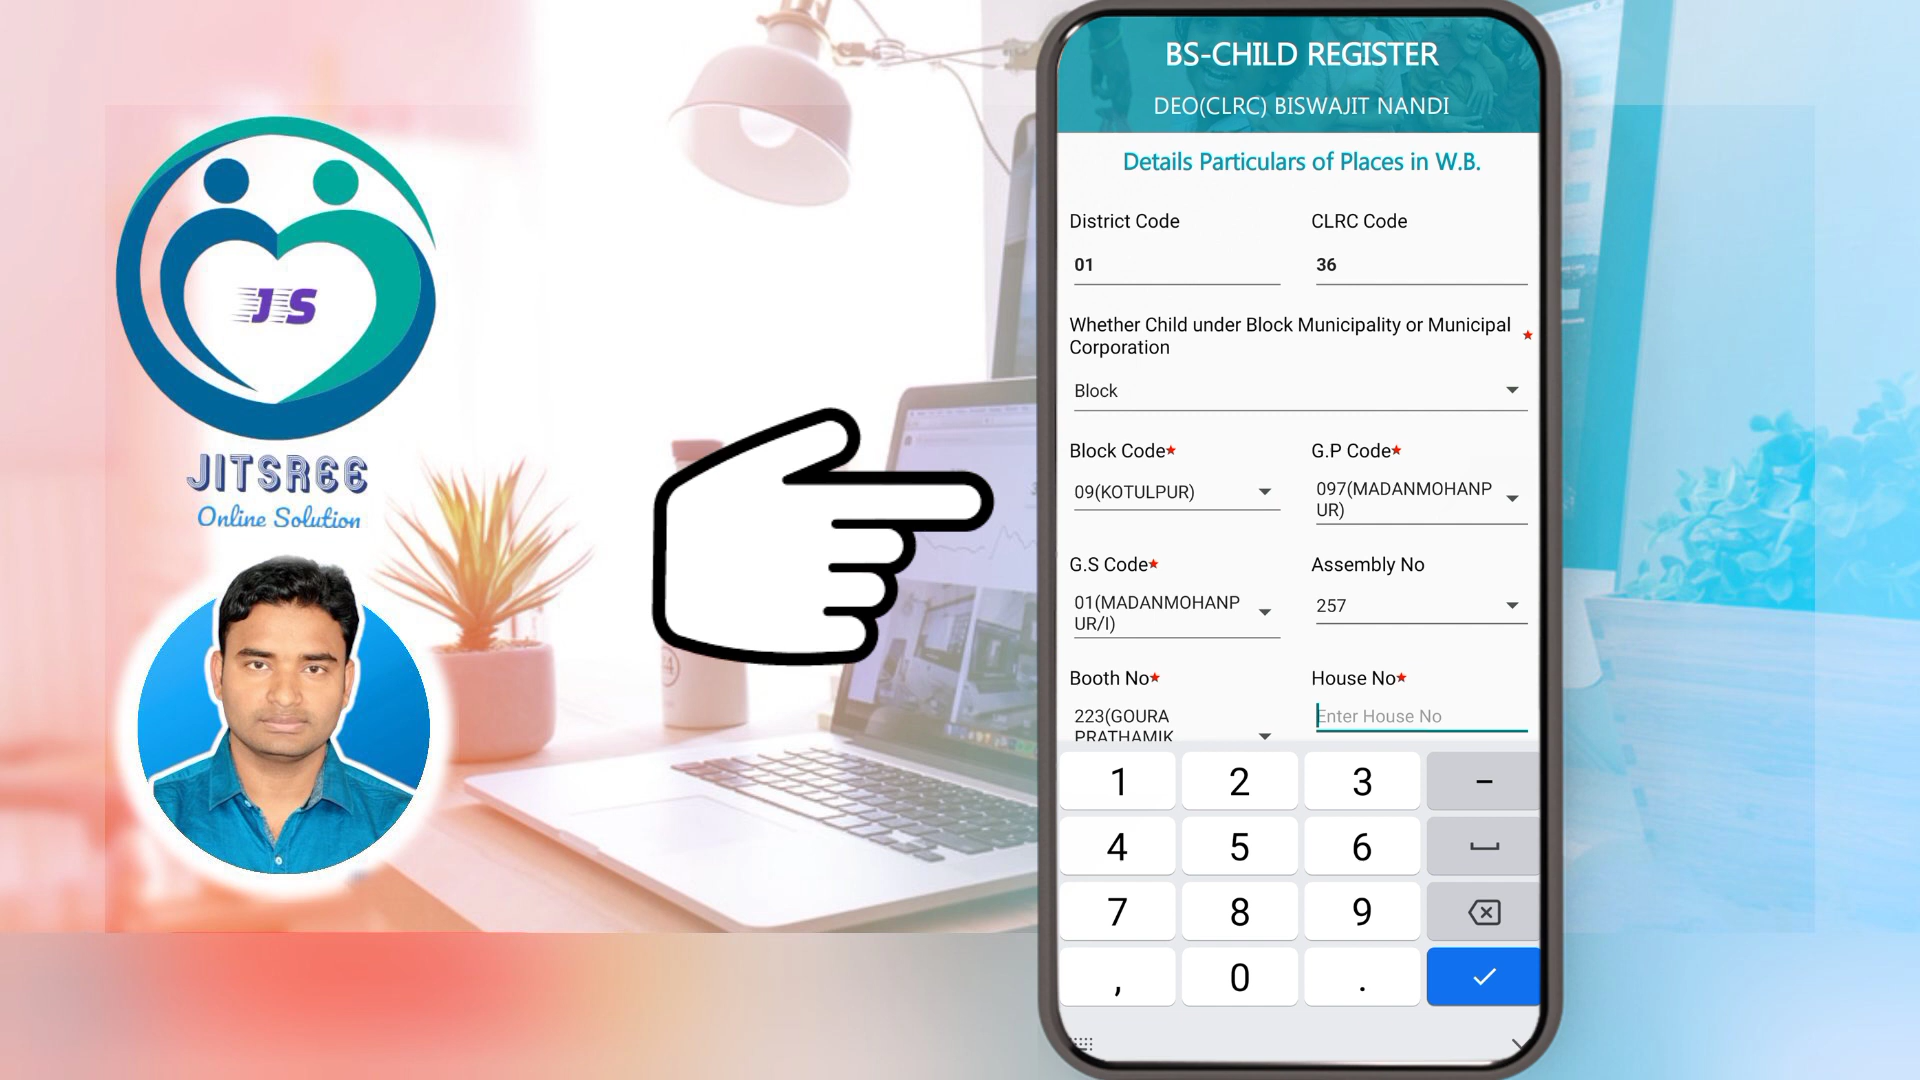 JS
JITSREE
Online Solution
BS-CHILD REGISTER
DEO(CLRC) BISWAJIT NANDI
Details Particulars of Places in W.B.
District Code
CLRC Code
01
36
Whether Child under Block Municipality or Municipal
Corporation
★
Block
Block Code★
G.P Code★
09(KOTULPUR)
097(MADANMOHANP
UR)
G.S Code★
Assembly No
01(MADANMOHANP
UR/I)
257
Booth No★
House No★
223(GOURA
PRATHAMIK
Enter House No
1 2 3 −
4 5 6
7 8 9
, 0 .